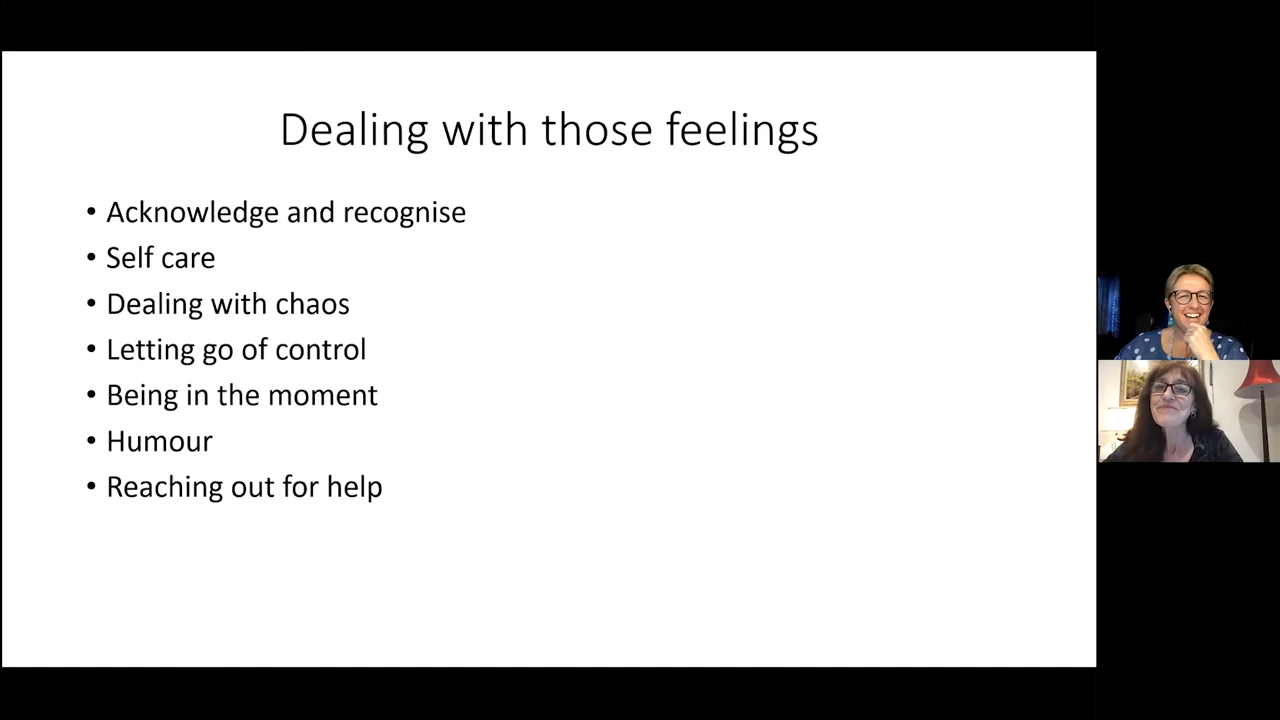 Dealing with those feelings
• Acknowledge and recognise
• Self care
• Dealing with chaos
• Letting go of control
• Being in the moment
• Humour
• Reaching out for help